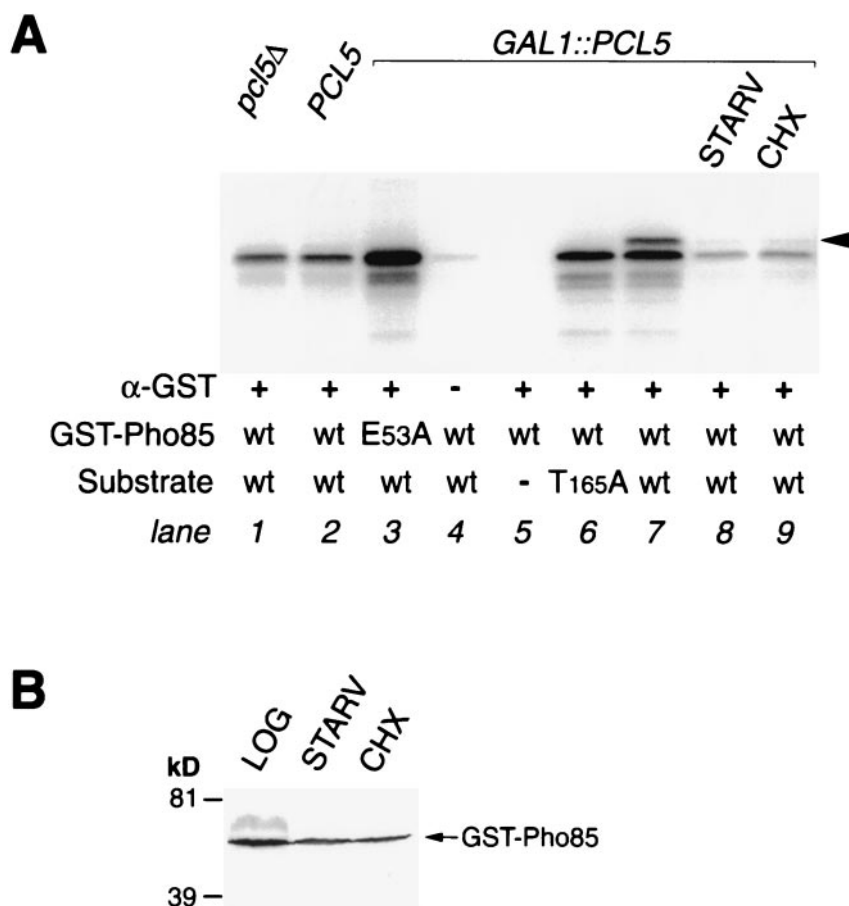 A
GAL1::PCL5
pcl5Δ PCL5 STARV CHX
α-GST + + + - + + + + +
GST-Pho85 wt wt E53A wt wt wt wt wt wt
Substrate wt wt wt wt - T165A wt wt wt
lane 1 2 3 4 5 6 7 8 9
B
LOG STARV CHX
kD
81
GST-Pho85
39